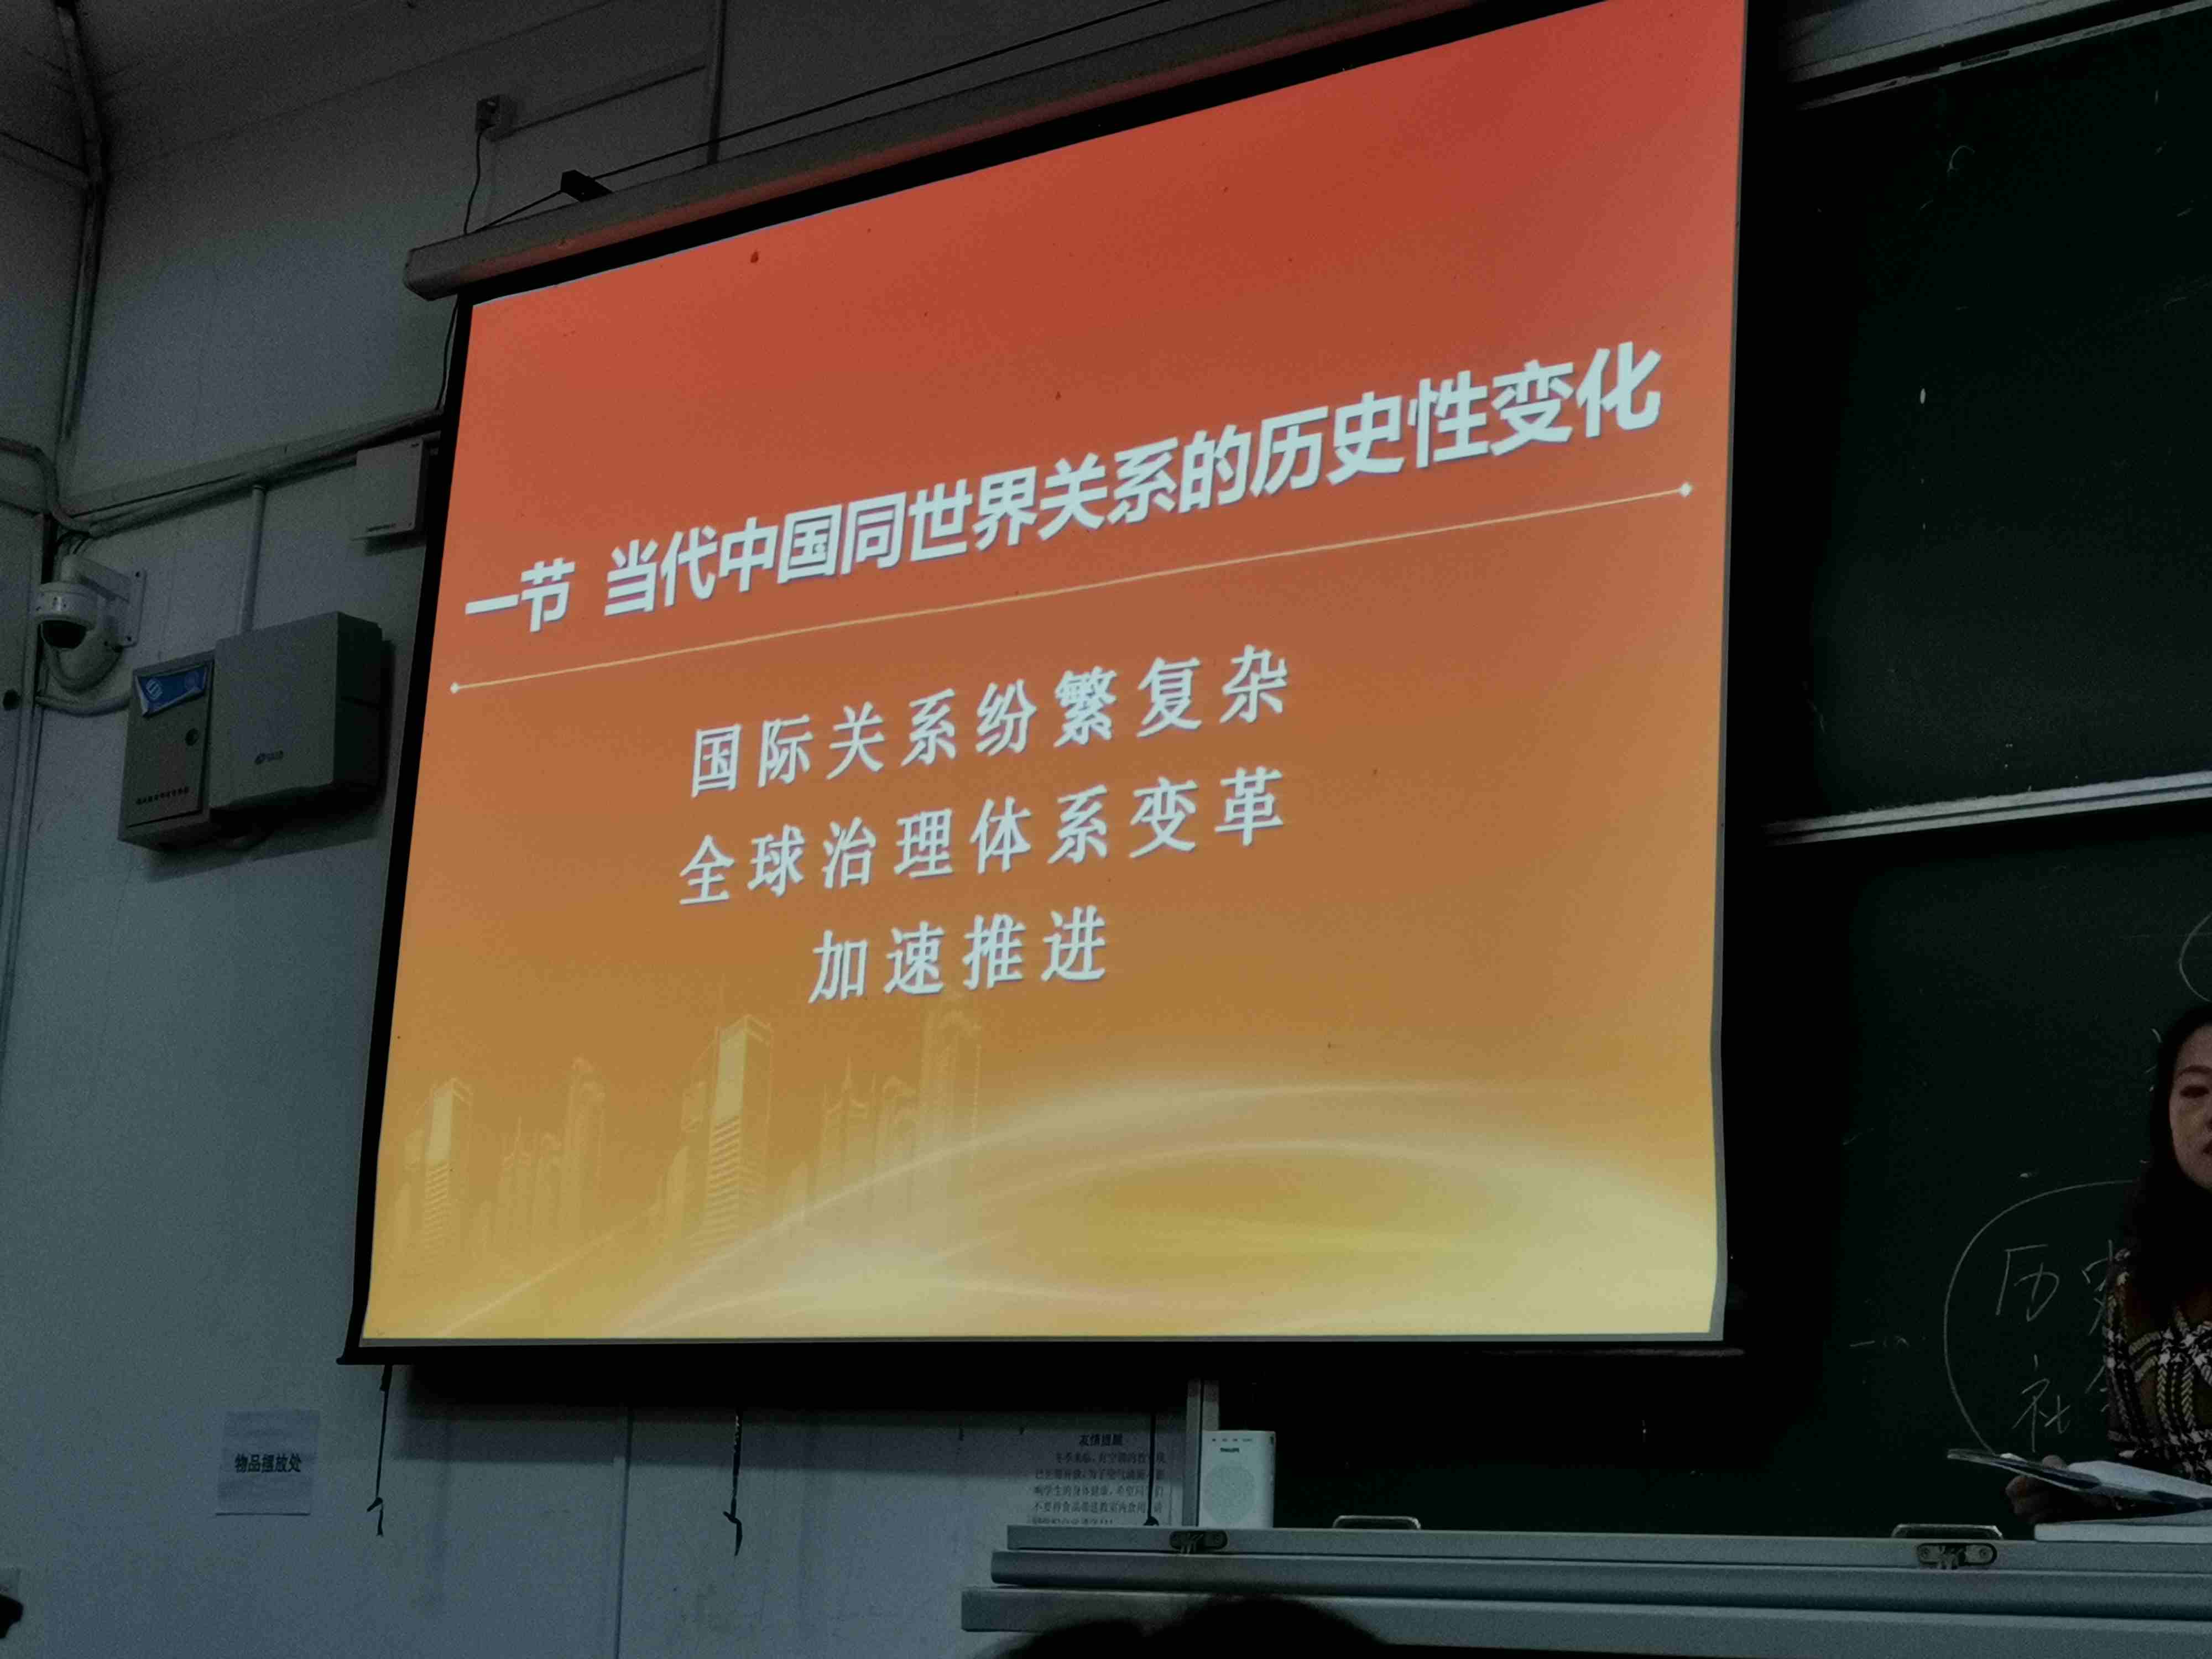 一节 当代中国同世界关系的历史性变化
国际关系纷繁复杂
全球治理体系变革
加速推进
历
社
物品摆放处
友情提醒
PHILIPS